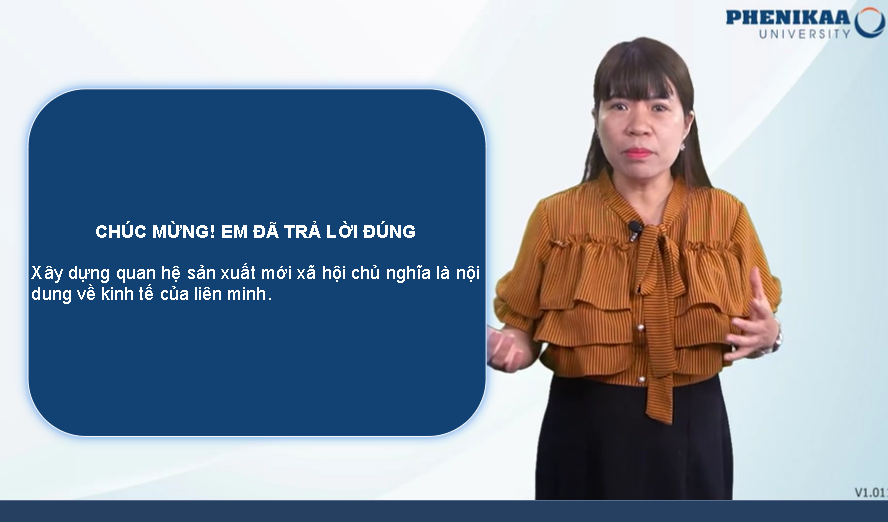 PHENIKAA
UNIVERSITY
CHÚC MỪNG! EM ĐÃ TRẢ LỜI ĐÚNG
Xây dựng quan hệ sản xuất mới xã hội chủ nghĩa là nội
dung về kinh tế của liên minh.